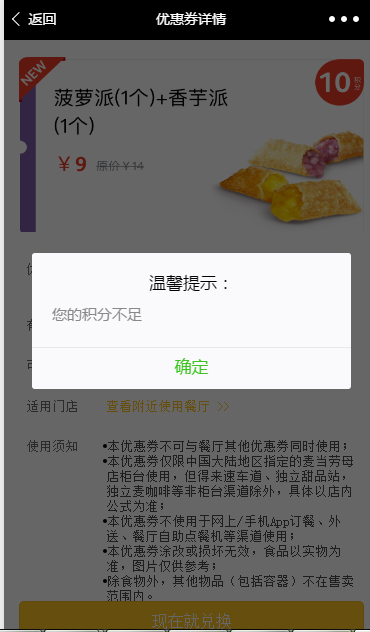 返回
优惠券详情
NEW
10
积分
菠萝派(1个)+香芋派
(1个)
￥9 原价￥14
温馨提示：
您的积分不足
确定
适用门店
查看附近使用餐厅
使用须知
•本优惠券不可与餐厅其他优惠券同时使用；
•本优惠券仅限中国大陆地区指定的麦当劳母
店柜台使用，但得来速车道、独立甜品站，
独立麦咖啡等非柜台渠道除外，具体以店内
公式为准；
•本优惠券不使用于网上/手机App订餐、外
送、餐厅自助点餐机等渠道使用；
•本优惠券涂改或损坏无效，食品以实物为
准，图片仅供参考；
•除食物外，其他物品（包括容器）不在售卖
范围内。
现在就兑换